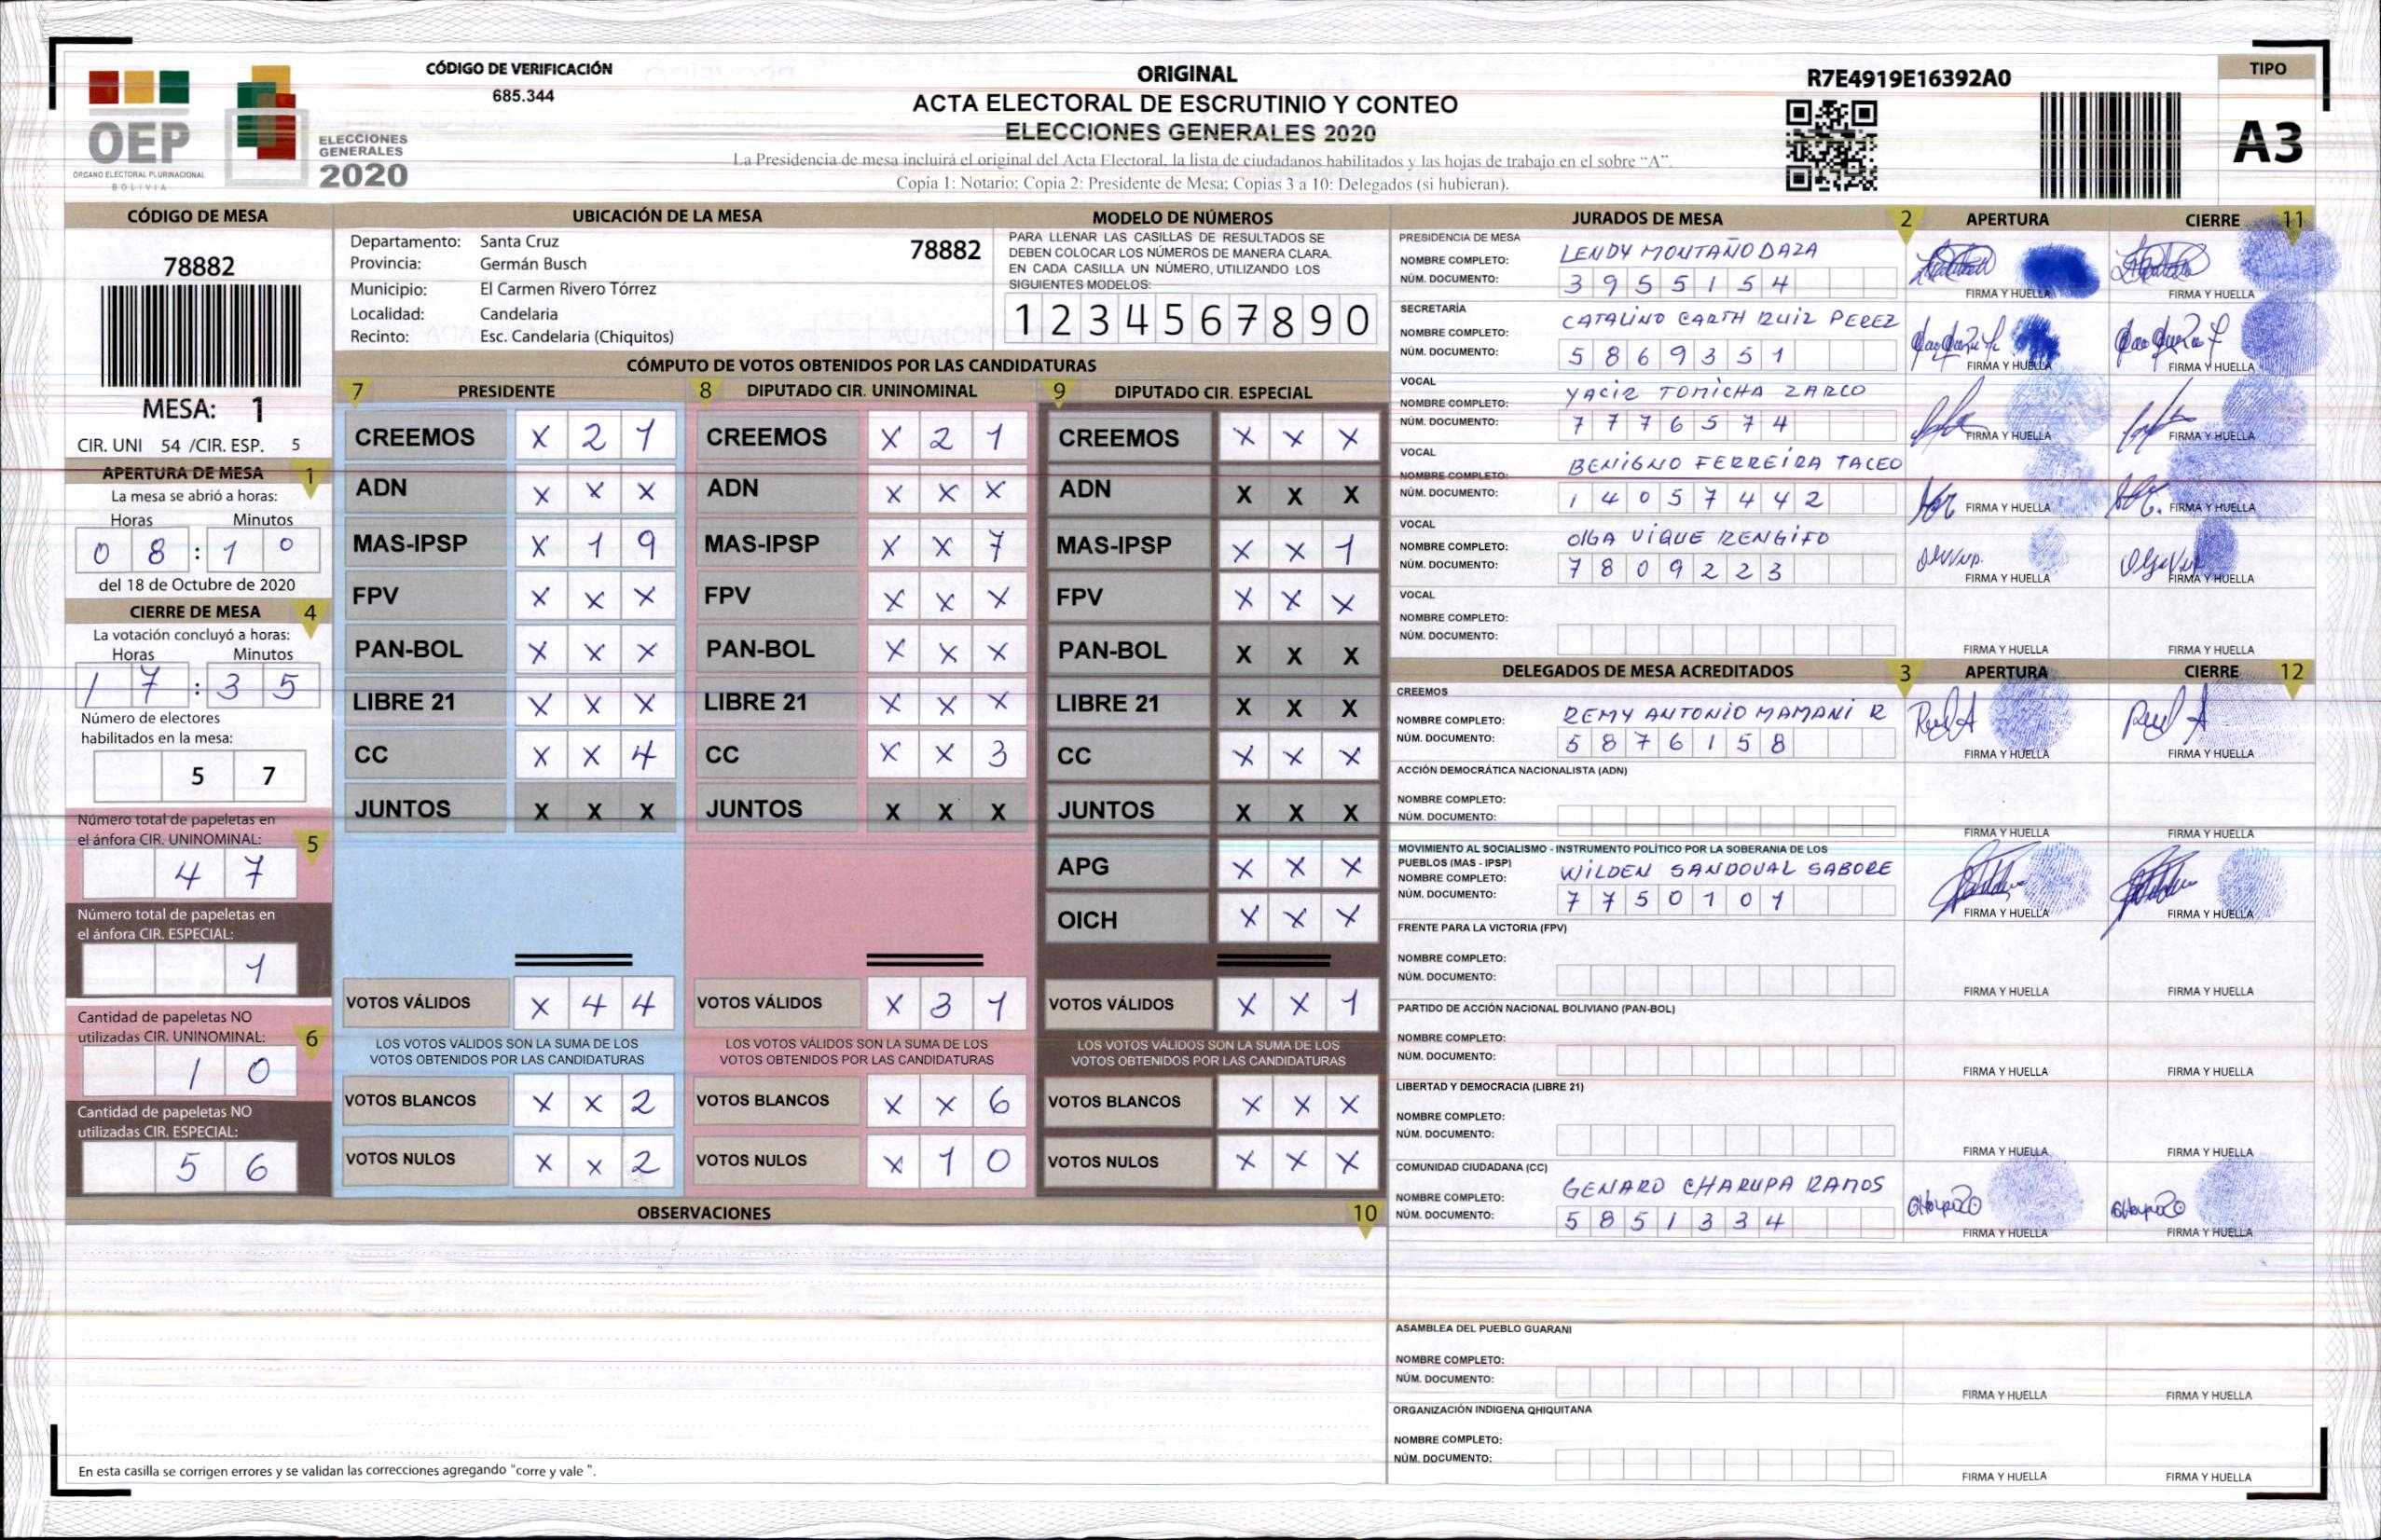 OEP
ÓRGANO ELECTORAL PLURINACIONAL
BOLIVIA
ELECCIONES
GENERALES
2020
CÓDIGO DE VERIFICACIÓN
685.344
ORIGINAL
ACTA ELECTORAL DE ESCRUTINIO Y CONTEO
ELECCIONES GENERALES 2020
La Presidencia de mesa incluirá el original del Acta Electoral, la lista de ciudadanos habilitados y las hojas de trabajo en el sobre "A".
Copia 1: Notario; Copia 2: Presidente de Mesa; Copias 3 a 10: Delegados (si hubieran).
R7E4919E16392A0
TIPO
A3
CÓDIGO DE MESA
78882
MESA: 1
CIR. UNI 54 /CIR. ESP. 5
APERTURA DE MESA 1
La mesa se abrió a horas:
Horas Minutos
0 8 : 1 0
del 18 de Octubre de 2020
CIERRE DE MESA 4
La votación concluyó a horas:
Horas Minutos
1 7 : 3 5
Número de electores
habilitados en la mesa:
5 7
Número total de papeletas en
el ánfora CIR. UNINOMINAL: 5
4 7
Número total de papeletas en
el ánfora CIR. ESPECIAL:
1
Cantidad de papeletas NO
utilizadas CIR. UNINOMINAL: 6
1 0
Cantidad de papeletas NO
utilizadas CIR. ESPECIAL:
5 6
UBICACIÓN DE LA MESA
Departamento: Santa Cruz 78882
Provincia: Germán Busch
Municipio: El Carmen Rivero Tórrez
Localidad: Candelaria
Recinto: Esc. Candelaria (Chiquitos)
MODELO DE NÚMEROS
PARA LLENAR LAS CASILLAS DE RESULTADOS SE
DEBEN COLOCAR LOS NÚMEROS DE MANERA CLARA.
EN CADA CASILLA UN NÚMERO, UTILIZANDO LOS
SIGUIENTES MODELOS:
1 2 3 4 5 6 7 8 9 0
CÓMPUTO DE VOTOS OBTENIDOS POR LAS CANDIDATURAS
7 PRESIDENTE 8 DIPUTADO CIR. UNINOMINAL 9 DIPUTADO CIR. ESPECIAL
CREEMOS X 2 1 CREEMOS X 2 1 CREEMOS X X X
ADN X X X ADN X X X ADN X X X
MAS-IPSP X 1 9 MAS-IPSP X X 7 MAS-IPSP X X 1
FPV X X X FPV X X X FPV X X X
PAN-BOL X X X PAN-BOL X X X PAN-BOL X X X
LIBRE 21 X X X LIBRE 21 X X X LIBRE 21 X X X
CC X X 4 CC X X 3 CC X X X
JUNTOS X X X JUNTOS X X X JUNTOS X X X
APG X X X
OICH X X X
VOTOS VÁLIDOS X 4 4 VOTOS VÁLIDOS X 3 1 VOTOS VÁLIDOS X X 1
LOS VOTOS VÁLIDOS SON LA SUMA DE LOS LOS VOTOS VÁLIDOS SON LA SUMA DE LOS LOS VOTOS VÁLIDOS SON LA SUMA DE LOS
VOTOS OBTENIDOS POR LAS CANDIDATURAS VOTOS OBTENIDOS POR LAS CANDIDATURAS VOTOS OBTENIDOS POR LAS CANDIDATURAS
VOTOS BLANCOS X X 2 VOTOS BLANCOS X X 6 VOTOS BLANCOS X X X
VOTOS NULOS X X 2 VOTOS NULOS X 1 0 VOTOS NULOS X X X
OBSERVACIONES 10
En esta casilla se corrigen errores y se validan las correcciones agregando "corre y vale ".
JURADOS DE MESA 2 APERTURA CIERRE 11
PRESIDENCIA DE MESA
NOMBRE COMPLETO: LENDY MONTAÑO DAZA
NÚM. DOCUMENTO: 3 9 5 5 1 5 4
FIRMA Y HUELLA FIRMA Y HUELLA
SECRETARÍA
NOMBRE COMPLETO: CATALINO CARTH RUIZ PEREZ
NÚM. DOCUMENTO: 5 8 6 9 3 5 1
FIRMA Y HUELLA FIRMA Y HUELLA
VOCAL
NOMBRE COMPLETO: YACIR TOMICHA ZARCO
NÚM. DOCUMENTO: 7 7 7 6 5 7 4
FIRMA Y HUELLA FIRMA Y HUELLA
VOCAL
NOMBRE COMPLETO: BENIGNO FERREIRA TACEO
NÚM. DOCUMENTO: 1 4 0 5 7 4 4 2
FIRMA Y HUELLA FIRMA Y HUELLA
VOCAL
NOMBRE COMPLETO: OLGA VIQUE RENGIFO
NÚM. DOCUMENTO: 7 8 0 9 2 2 3
FIRMA Y HUELLA FIRMA Y HUELLA
VOCAL
NOMBRE COMPLETO:
NÚM. DOCUMENTO:
FIRMA Y HUELLA FIRMA Y HUELLA
DELEGADOS DE MESA ACREDITADOS 3 APERTURA CIERRE 12
CREEMOS
NOMBRE COMPLETO: REMY ANTONIO MAMANI R
NÚM. DOCUMENTO: 5 8 7 6 1 5 8
FIRMA Y HUELLA FIRMA Y HUELLA
ACCIÓN DEMOCRÁTICA NACIONALISTA (ADN)
NOMBRE COMPLETO:
NÚM. DOCUMENTO:
FIRMA Y HUELLA FIRMA Y HUELLA
MOVIMIENTO AL SOCIALISMO - INSTRUMENTO POLÍTICO POR LA SOBERANIA DE LOS
PUEBLOS (MAS - IPSP)
NOMBRE COMPLETO: WILDEN SANDOVAL SABORE
NÚM. DOCUMENTO: 7 7 5 0 1 0 1
FIRMA Y HUELLA FIRMA Y HUELLA
FRENTE PARA LA VICTORIA (FPV)
NOMBRE COMPLETO:
NÚM. DOCUMENTO:
FIRMA Y HUELLA FIRMA Y HUELLA
PARTIDO DE ACCIÓN NACIONAL BOLIVIANO (PAN-BOL)
NOMBRE COMPLETO:
NÚM. DOCUMENTO:
FIRMA Y HUELLA FIRMA Y HUELLA
LIBERTAD Y DEMOCRACIA (LIBRE 21)
NOMBRE COMPLETO:
NÚM. DOCUMENTO:
FIRMA Y HUELLA FIRMA Y HUELLA
COMUNIDAD CIUDADANA (CC)
NOMBRE COMPLETO: GENARO CHARUPA RAMOS
NÚM. DOCUMENTO: 5 8 5 1 3 3 4
FIRMA Y HUELLA FIRMA Y HUELLA
ASAMBLEA DEL PUEBLO GUARANI
NOMBRE COMPLETO:
NÚM. DOCUMENTO:
FIRMA Y HUELLA FIRMA Y HUELLA
ORGANIZACIÓN INDIGENA QHIQUITANA
NOMBRE COMPLETO:
NÚM. DOCUMENTO:
FIRMA Y HUELLA FIRMA Y HUELLA